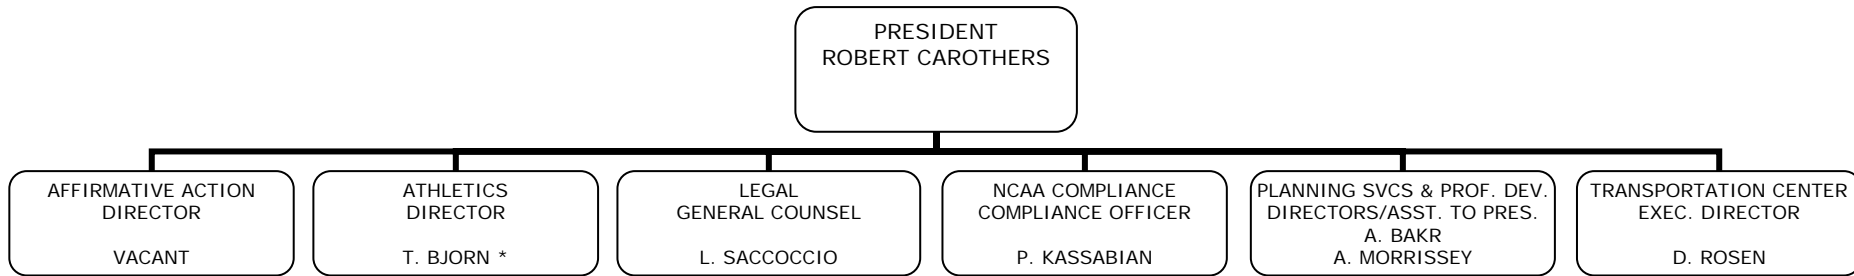 PRESIDENT
ROBERT CAROTHERS
AFFIRMATIVE ACTION
DIRECTOR
VACANT
ATHLETICS
DIRECTOR
T. BJORN *
LEGAL
GENERAL COUNSEL
L. SACCOCCIO
NCAA COMPLIANCE
COMPLIANCE OFFICER
P. KASSABIAN
PLANNING SVCS & PROF. DEV.
DIRECTORS/ASST. TO PRES.
A. BAKR
A. MORRISSEY
TRANSPORTATION CENTER
EXEC. DIRECTOR
D. ROSEN